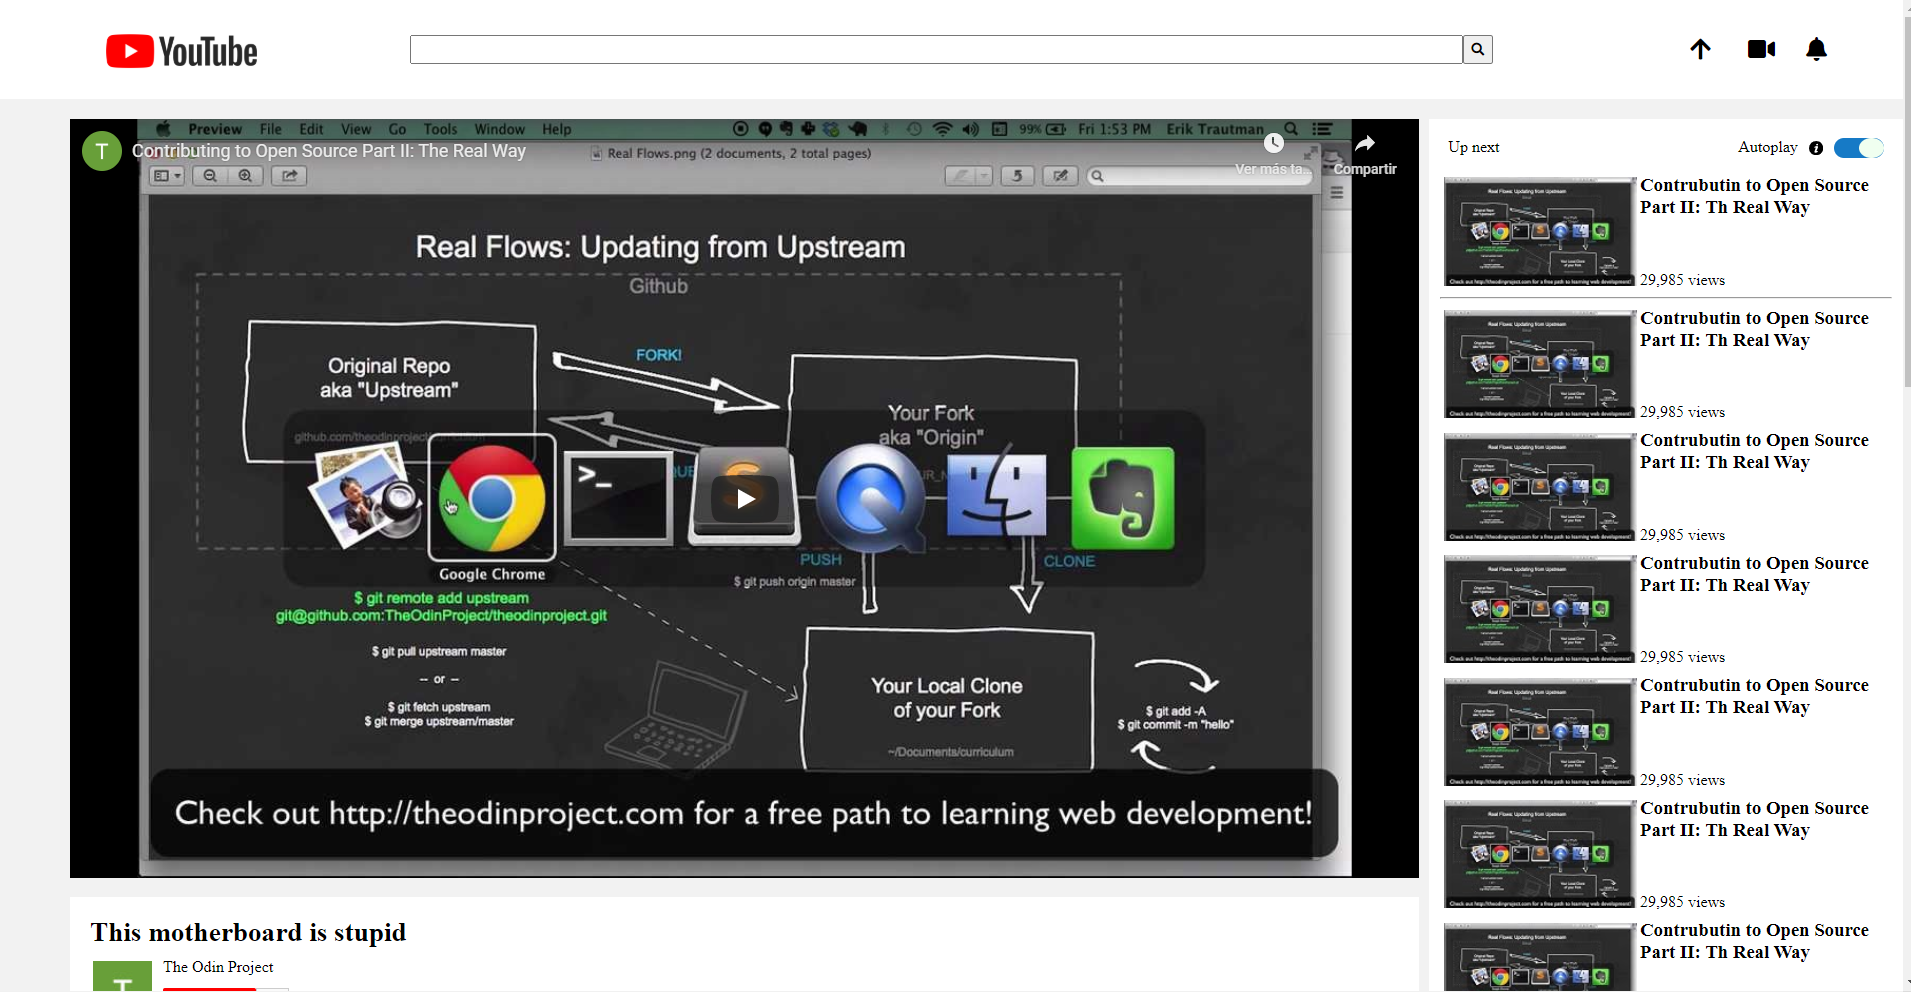 YouTube
Preview File Edit View Go Tools Window Help
99%
Fri 1:53 PM Erik Trautman
T
Contributing to Open Source Part II: The Real Way
Real Flows.png (2 documents, 2 total pages)
Ver más ta...
Compartir
Real Flows: Updating from Upstream
Github
Original Repo
aka "Upstream"
FORK!
Your Fork
aka "Origin"
github.com/theodinproject/curriculum
Google Chrome
PUSH
$ git push origin master
CLONE
$ git remote add upstream
git@github.com:TheOdinProject/theodinproject.git
$ git pull upstream master
-- or --
$ git fetch upstream
$ git merge upstream/master
Your Local Clone
of your Fork
~/Documents/curriculum
$ git add -A
$ git commit -m "hello"
Check out http://theodinproject.com for a free path to learning web development!
This motherboard is stupid
T
The Odin Project
Up next
Autoplay
Contrubutin to Open Source
Part II: Th Real Way
29,985 views
Contrubutin to Open Source
Part II: Th Real Way
29,985 views
Contrubutin to Open Source
Part II: Th Real Way
29,985 views
Contrubutin to Open Source
Part II: Th Real Way
29,985 views
Contrubutin to Open Source
Part II: Th Real Way
29,985 views
Contrubutin to Open Source
Part II: Th Real Way
29,985 views
Contrubutin to Open Source
Part II: Th Real Way